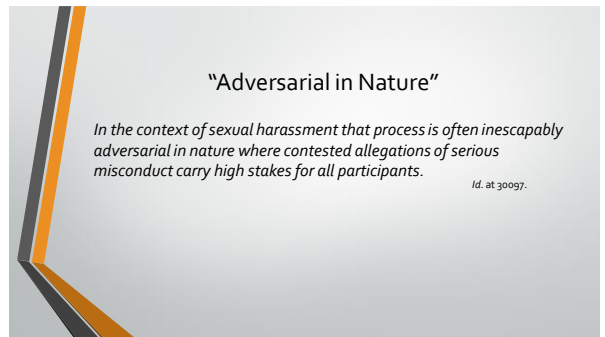 “Adversarial in Nature”
In the context of sexual harassment that process is often inescapably
adversarial in nature where contested allegations of serious
misconduct carry high stakes for all participants.
Id. at 30097.